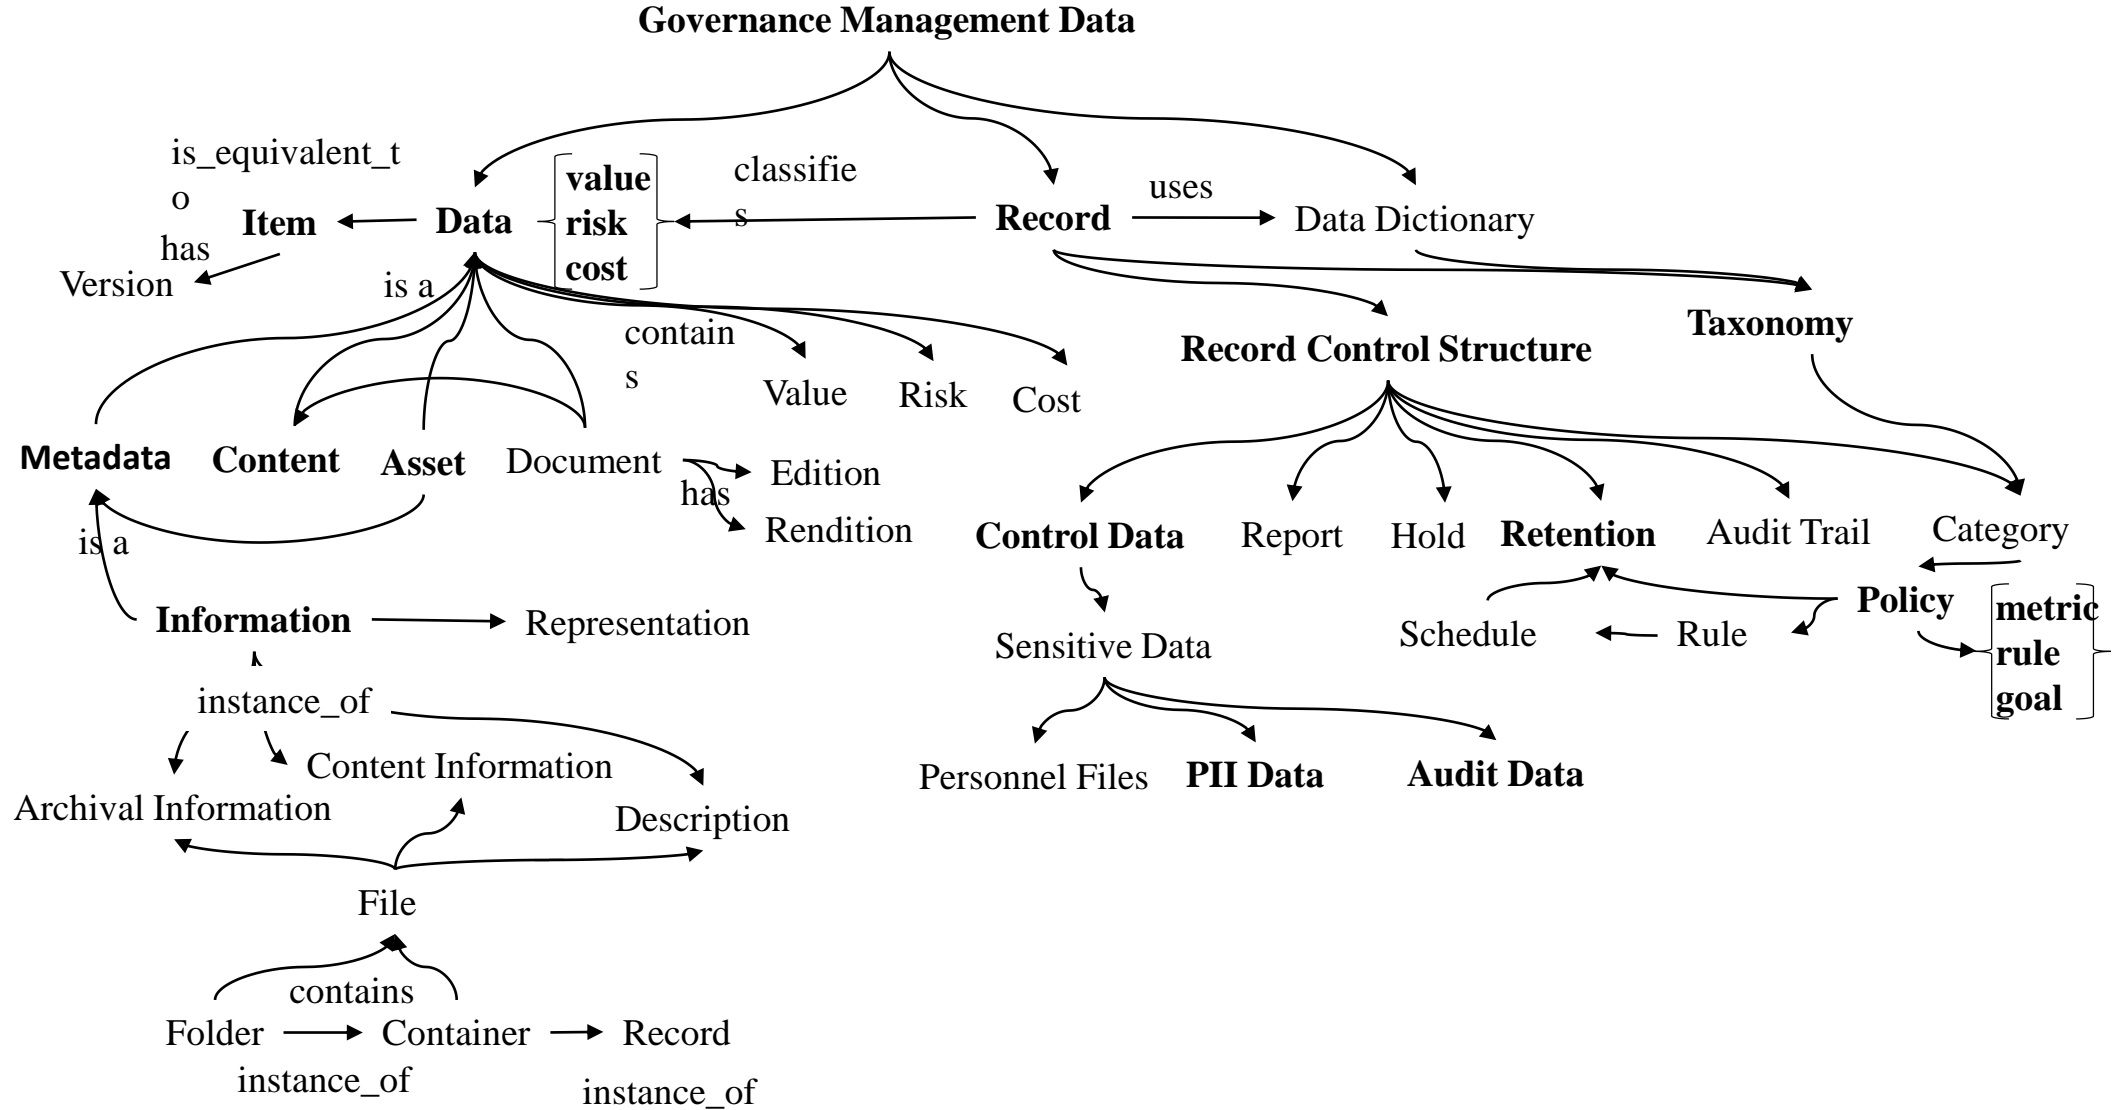 Governance Management Data
is_equivalent_t
o
classifie
s
uses
value
risk
cost
Item
Data
Record
Data Dictionary
has
Version
is a
contain
s
Taxonomy
Record Control Structure
Value
Risk
Cost
Metadata
Content
Asset
Document
has
Edition
Rendition
Control Data
Report
Hold
Retention
Audit Trail
Category
is a
Information
Representation
Sensitive Data
Schedule
Rule
Policy
metric
rule
goal
instance_of
Content Information
Personnel Files
PII Data
Audit Data
Archival Information
Description
File
contains
Folder
Container
Record
instance_of
instance_of